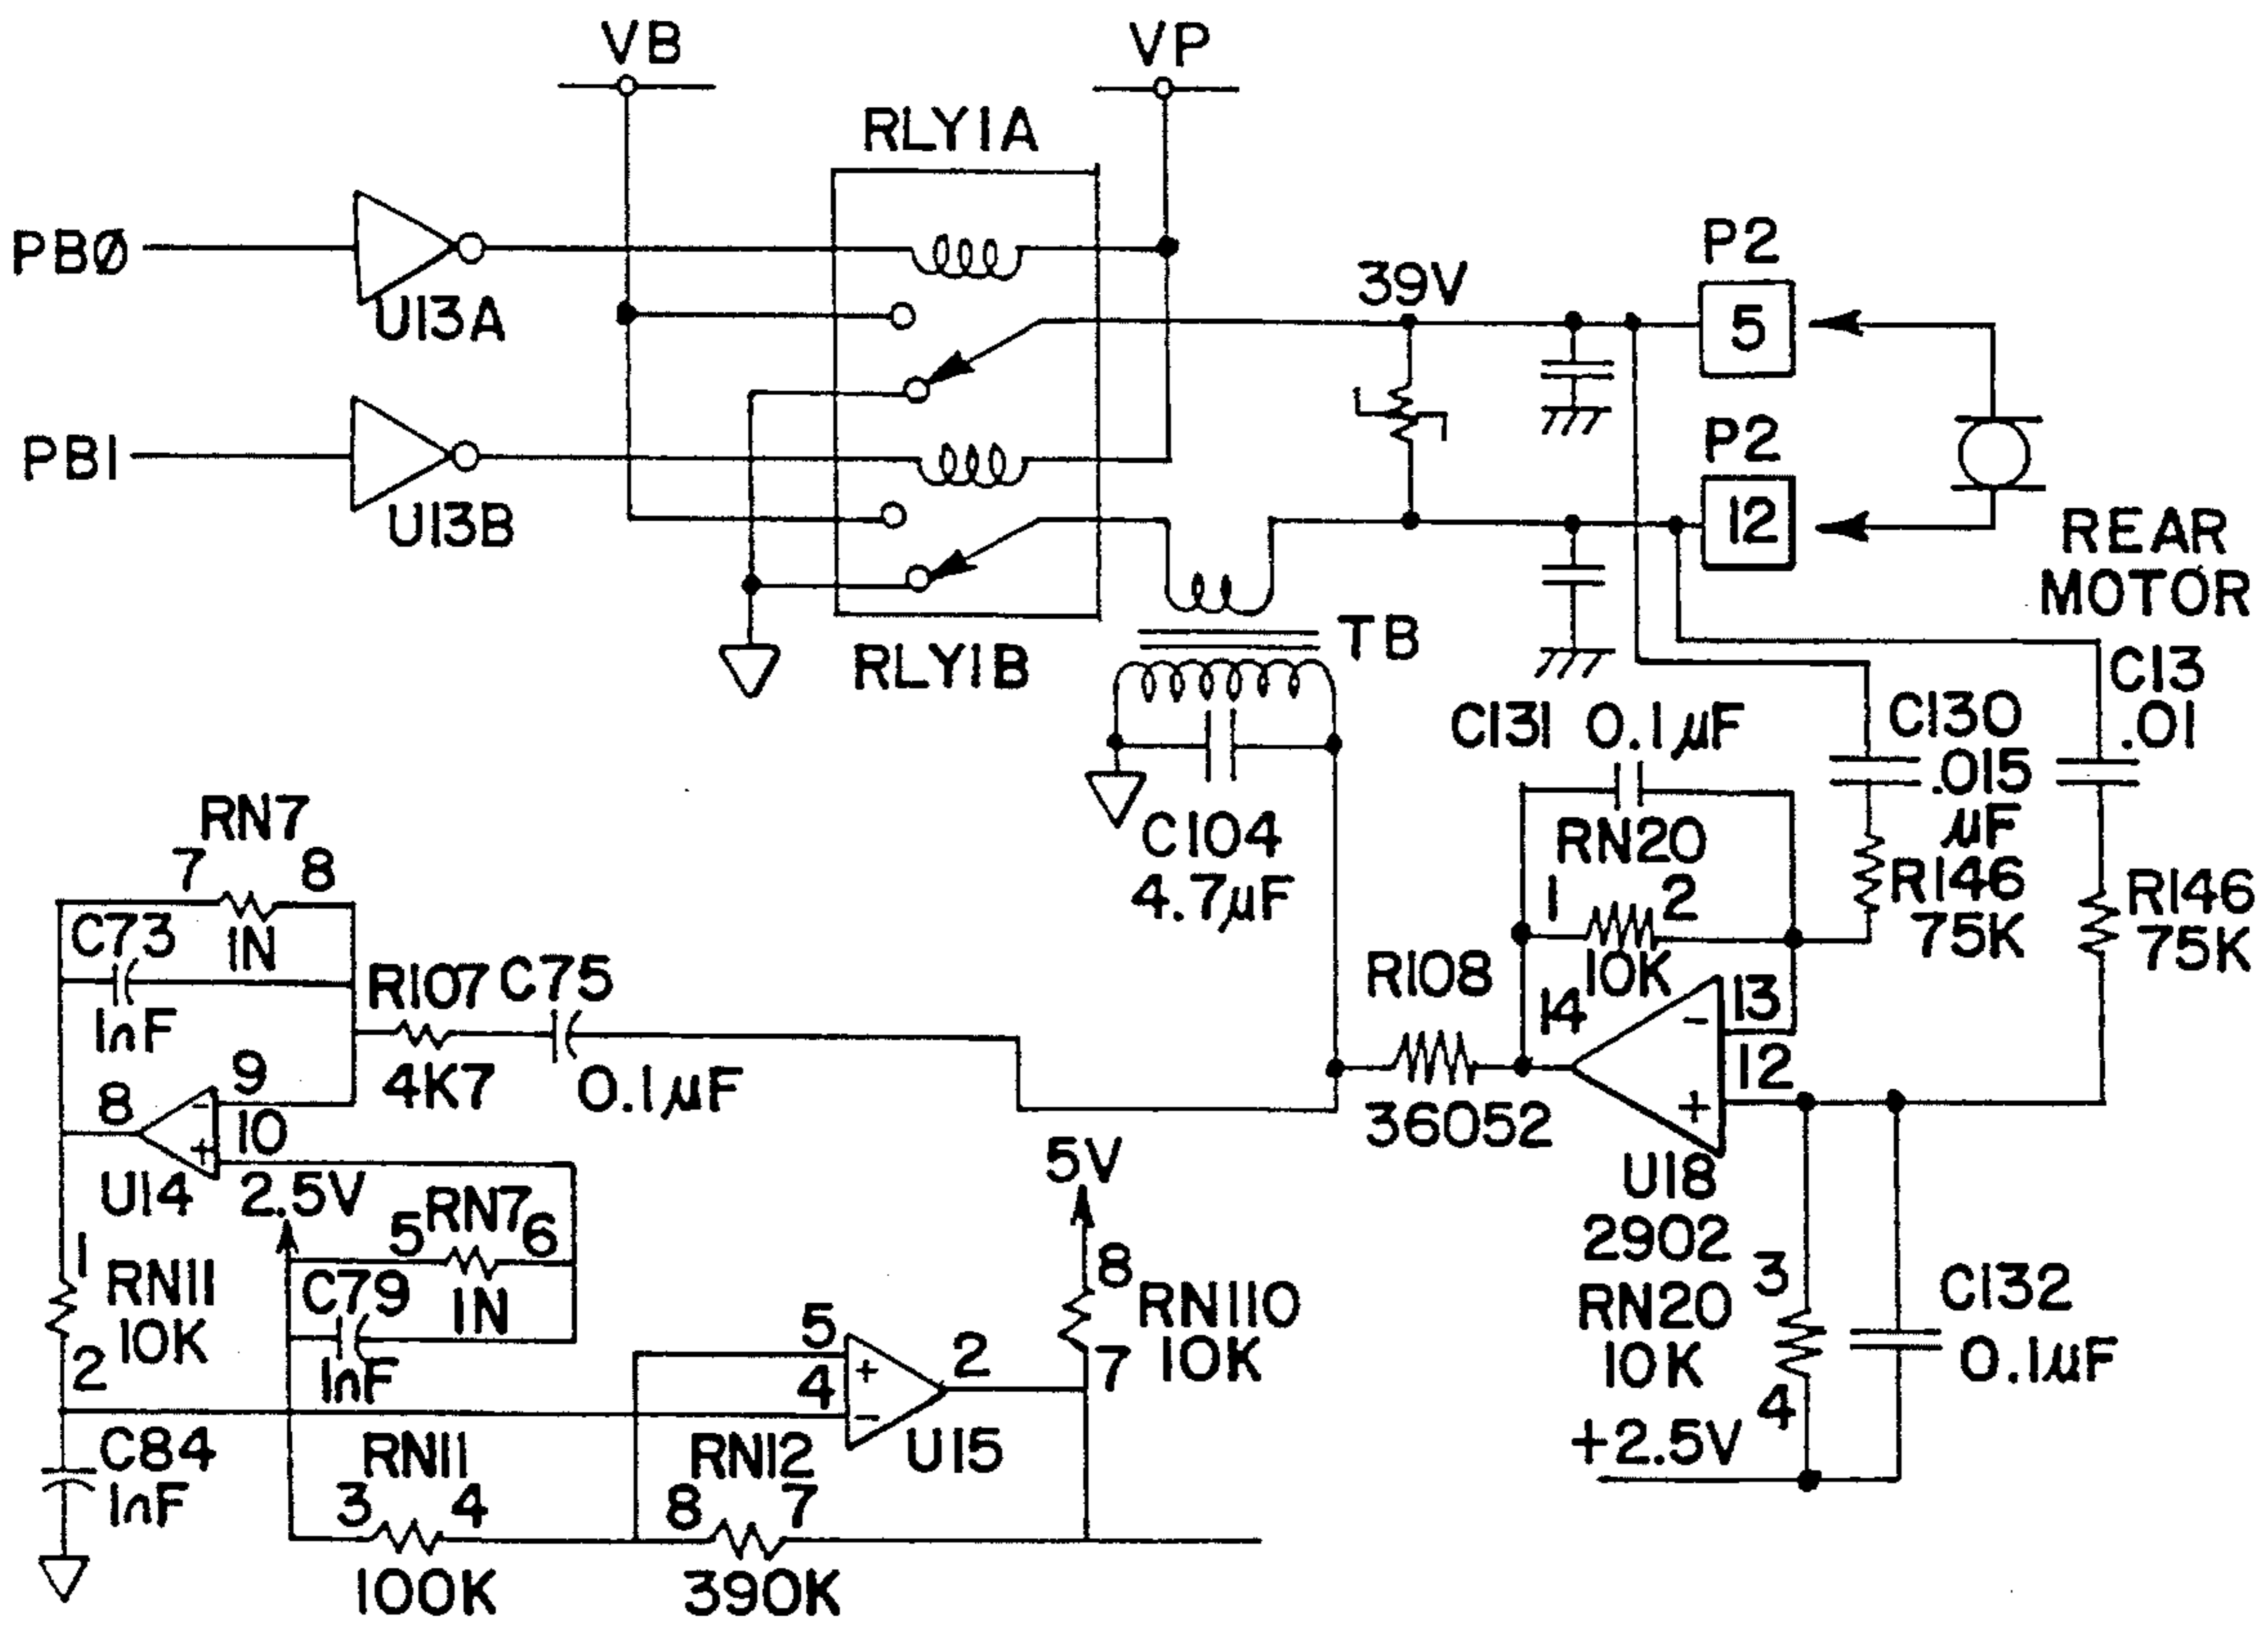 VB
VP
RLY1A
PBØ
U13A
39V
P2
5
PB1
U13B
P2
12
REAR
MOTOR
RLY1B
TB
C13
.01
C130
.015
µF
C131 0.1µF
RN20
1 2
10K
R146
75K
R146
75K
C104
4.7µF
RN7
7 8
C73
1N
1nF
R107
4K7
C75
0.1µF
R108
36052
14
13
12
-
+
U18
2902
9
10
8
-
+
U14
2.5V
RN7
5 6
C79
1N
1nF
1
RN11
10K
2
5V
8
RN110
10K
7
5
4
+
-
2
U15
RN20
10K
3
4
C132
0.1µF
+2.5V
C84
1nF
RN11
3 4
100K
RN12
8 7
390K